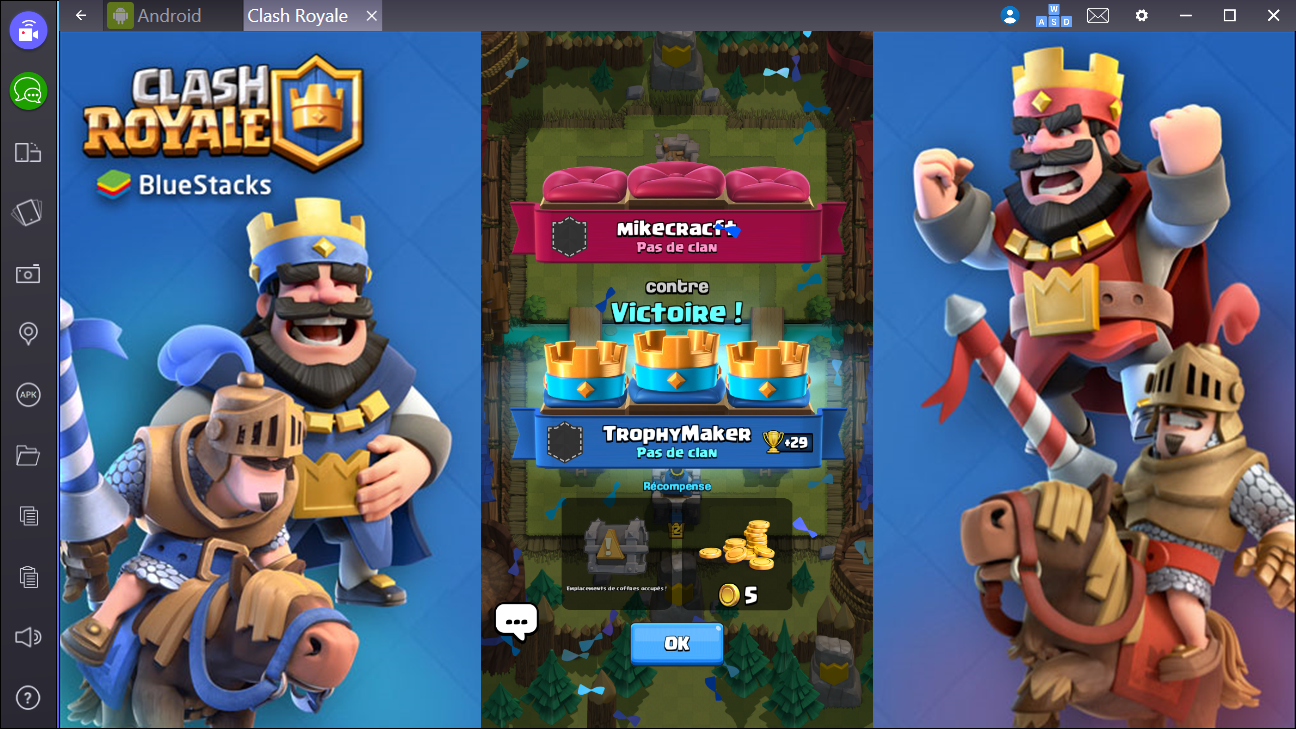 Android
Clash Royale
W
A S D
CLASH
ROYALE
BlueStacks
APK
?
Mikecraft
Pas de clan
contre
Victoire !
TrophyMaker
Pas de clan
+29
Récompense
Emplacements de coffres occupés !
5
OK